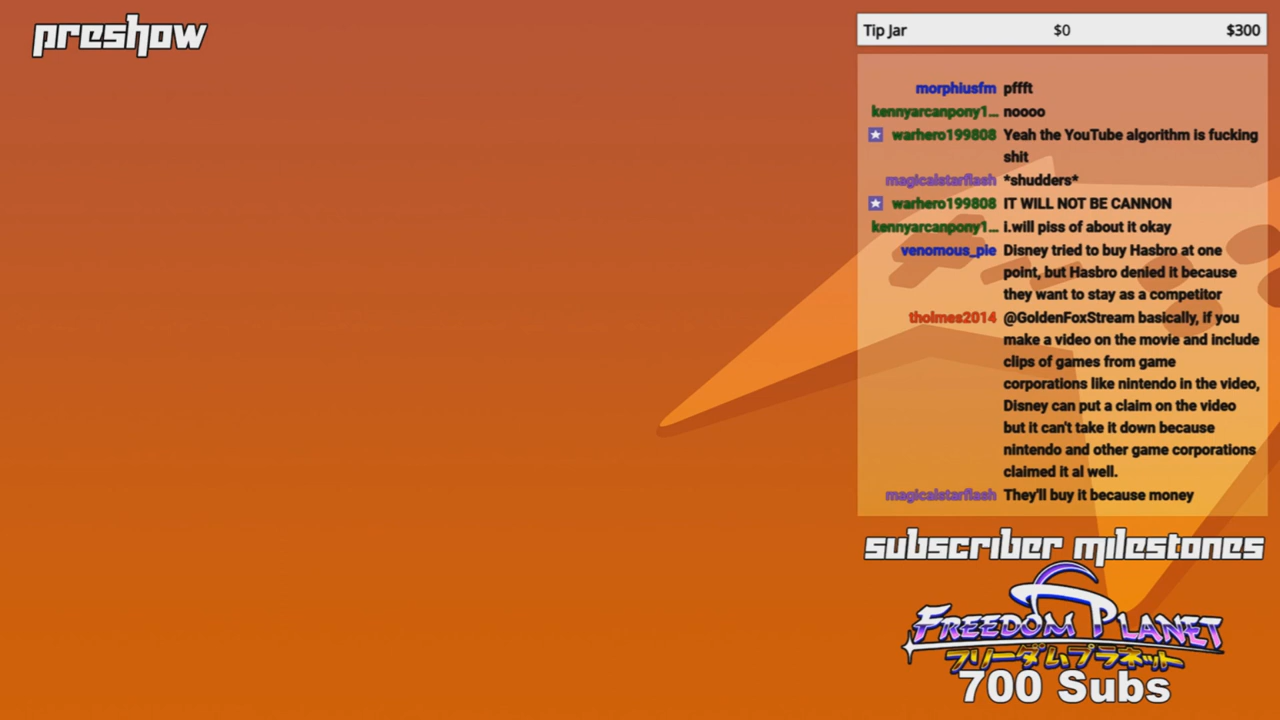 preshow
Tip Jar $0 $300
morphiusfm pffft
kennyarcanpony1... noooo
warhero199808 Yeah the YouTube algorithm is fucking
shit
magicalstarflash *shudders*
warhero199808 IT WILL NOT BE CANNON
kennyarcanpony1... i.will piss of about it okay
venomous_pie Disney tried to buy Hasbro at one
point, but Hasbro denied it because
they want to stay as a competitor
tholmes2014 @GoldenFoxStream basically, if you
make a video on the movie and include
clips of games from game
corporations like nintendo in the video,
Disney can put a claim on the video
but it can't take it down because
nintendo and other game corporations
claimed it al well.
magicalstarflash They'll buy it because money
subscriber milestones
FREEDOM PLANET
フリーダムプラネット
700 Subs